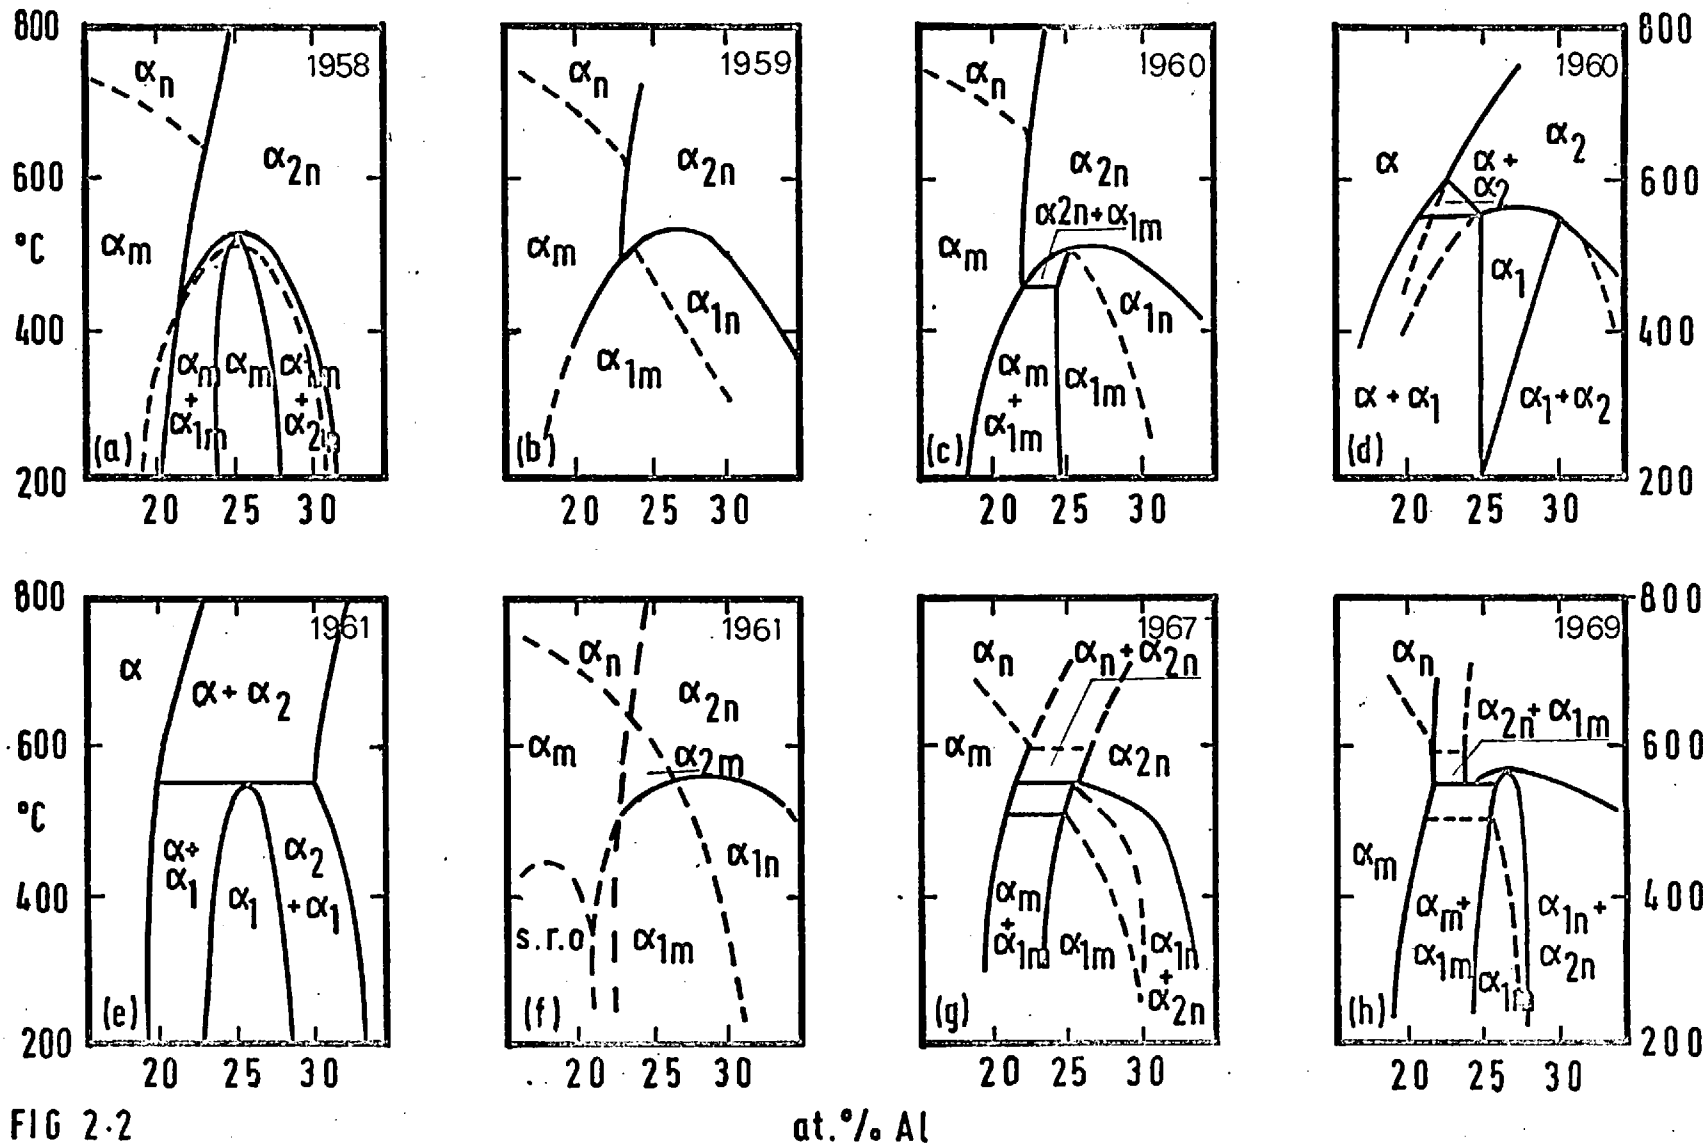 800
600
°C
400
200
1958
αn
α2n
αm
αm + α1m
αm
α1m + α2n
(a)
20 25 30
1959
αn
α2n
αm
α1n
α1m
(b)
20 25 30
1960
αn
α2n
α2n+α1m
αm
α1n
αm + α1m
α1m
(c)
20 25 30
1960
α2
α
α + α2
α1
α + α1
α1+α2
(d)
20 25 30
800
600
400
200
800
600
°C
400
200
1961
α
α + α2
α+ α1
α1
α2 +α1
(e)
20 25 30
1961
αn
α2n
αm
α2m
α1n
s.r.o
α1m
(f)
20 25 30
1967
αn
αn + α2n
αm
α2n
αm + α1m
α1m
α1n + α2n
(g)
20 25 30
1969
αn
α2n + α1m
αm
αm + α1m
α1n + α2n
(h)
20 25 30
800
600
400
200
FIG 2·2
at.% Al